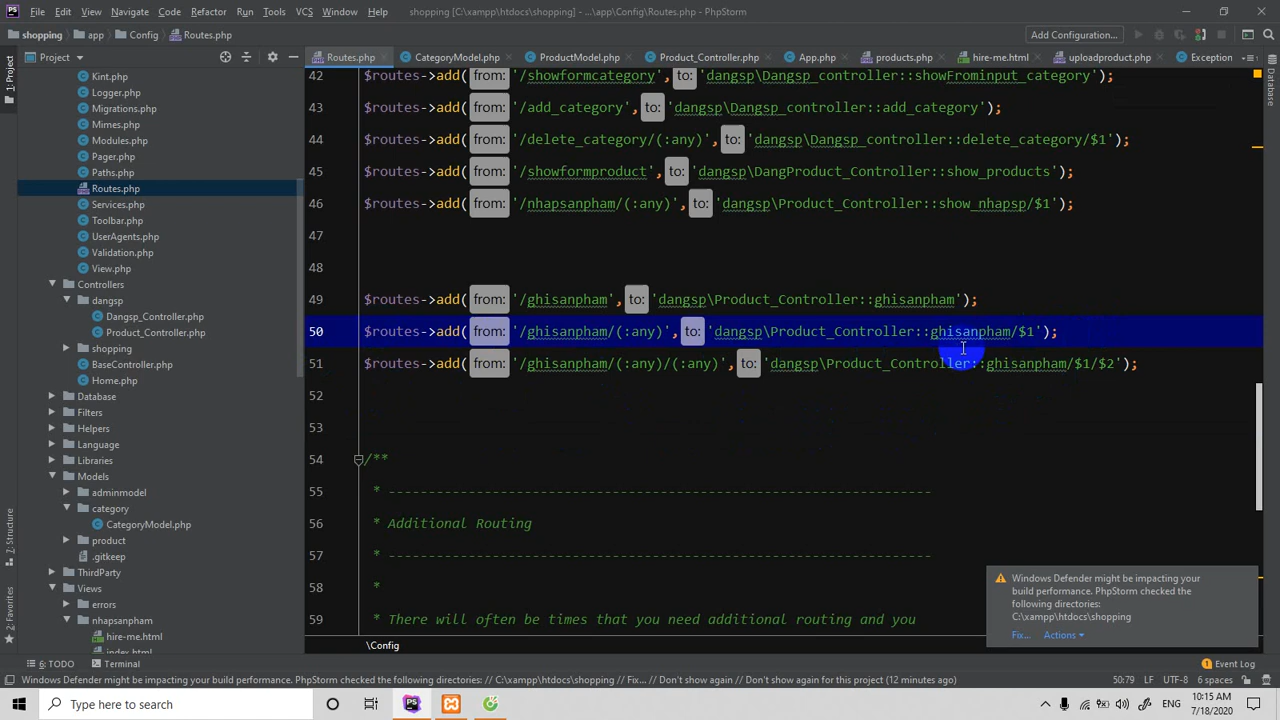 File Edit View Navigate Code Refactor Run Tools VCS Window Help shopping [C:\xampp\htdocs\shopping] - ...\app\Config\Routes.php - PhpStorm
shopping app Config Routes.php Add Configuration...
Project Routes.php CategoryModel.php ProductModel.php Product_Controller.php App.php products.php hire-me.html uploadproduct.php Exception
1: Project
Database
7: Structure
2: Favorites
Kint.php
Logger.php
Migrations.php
Mimes.php
Modules.php
Pager.php
Paths.php
Routes.php
Services.php
Toolbar.php
UserAgents.php
Validation.php
View.php
Controllers
dangsp
Dangsp_Controller.php
Product_Controller.php
shopping
BaseController.php
Home.php
Database
Filters
Helpers
Language
Libraries
Models
adminmodel
category
CategoryModel.php
product
.gitkeep
ThirdParty
Views
errors
nhapsanpham
hire-me.html
index.html
42 $routes->add( from: '/showformcategory', to: 'dangsp\Dangsp_controller::showFrominput_category');
43 $routes->add( from: '/add_category', to: 'dangsp\Dangsp_controller::add_category');
44 $routes->add( from: '/delete_category/(:any)', to: 'dangsp\Dangsp_controller::delete_category/$1');
45 $routes->add( from: '/showformproduct', to: 'dangsp\DangProduct_Controller::show_products');
46 $routes->add( from: '/nhapsanpham/(:any)', to: 'dangsp\Product_Controller::show_nhapsp/$1');
47
48
49 $routes->add( from: '/ghisanpham', to: 'dangsp\Product_Controller::ghisanpham');
50 $routes->add( from: '/ghisanpham/(:any)', to: 'dangsp\Product_Controller::ghisanpham/$1');
51 $routes->add( from: '/ghisanpham/(:any)/(:any)', to: 'dangsp\Product_Controller::ghisanpham/$1/$2');
52
53
54 /**
55 * --------------------------------------------------------------------
56 * Additional Routing
57 * --------------------------------------------------------------------
58 *
59 * There will often be times that you need additional routing and you
\Config
Windows Defender might be impacting your
build performance. PhpStorm checked the
following directories:
C:\xampp\htdocs\shopping
Fix... Actions
6: TODO Terminal Event Log
Windows Defender might be impacting your build performance. PhpStorm checked the following directories: // C:\xampp\htdocs\shopping // Fix... // Don't show again // Don't show again for this project (12 minutes ago) 50:79 LF UTF-8 6 spaces
Type here to search ENG 10:15 AM
7/18/2020